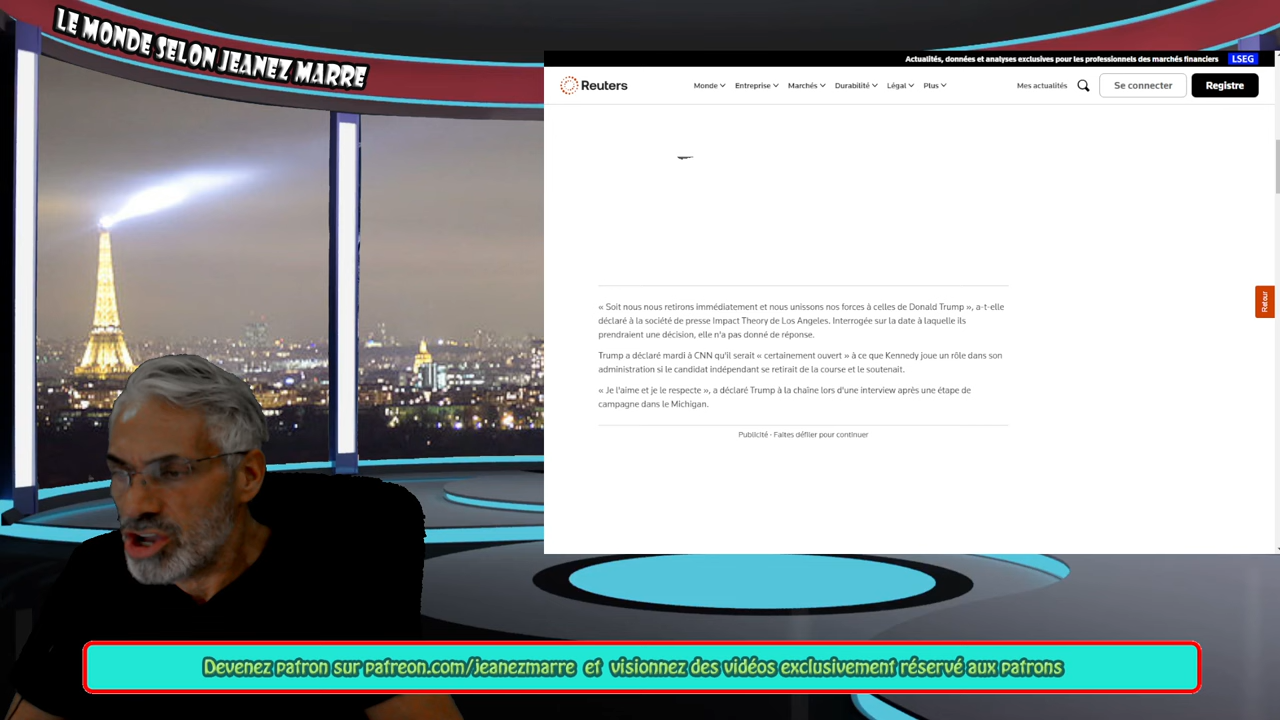 LE MONDE SELON JEANEZ MARRE
Actualités, données et analyses exclusives pour les professionnels des marchés financiers LSEG
Reuters Monde Entreprise Marchés Durabilité Légal Plus Mes actualités Se connecter Registre
« Soit nous nous retirons immédiatement et nous unissons nos forces à celles de Donald Trump », a-t-elle
déclaré à la société de presse Impact Theory de Los Angeles. Interrogée sur la date à laquelle ils
prendraient une décision, elle n'a pas donné de réponse.
Retour
Trump a déclaré mardi à CNN qu'il serait « certainement ouvert » à ce que Kennedy joue un rôle dans son
administration si le candidat indépendant se retirait de la course et le soutenait.
« Je l'aime et je le respecte », a déclaré Trump à la chaîne lors d'une interview après une étape de
campagne dans le Michigan.
Publicité - Faites défiler pour continuer
Devenez patron sur patreon.com/jeanezmarre et visionnez des vidéos exclusivement réservé aux patrons